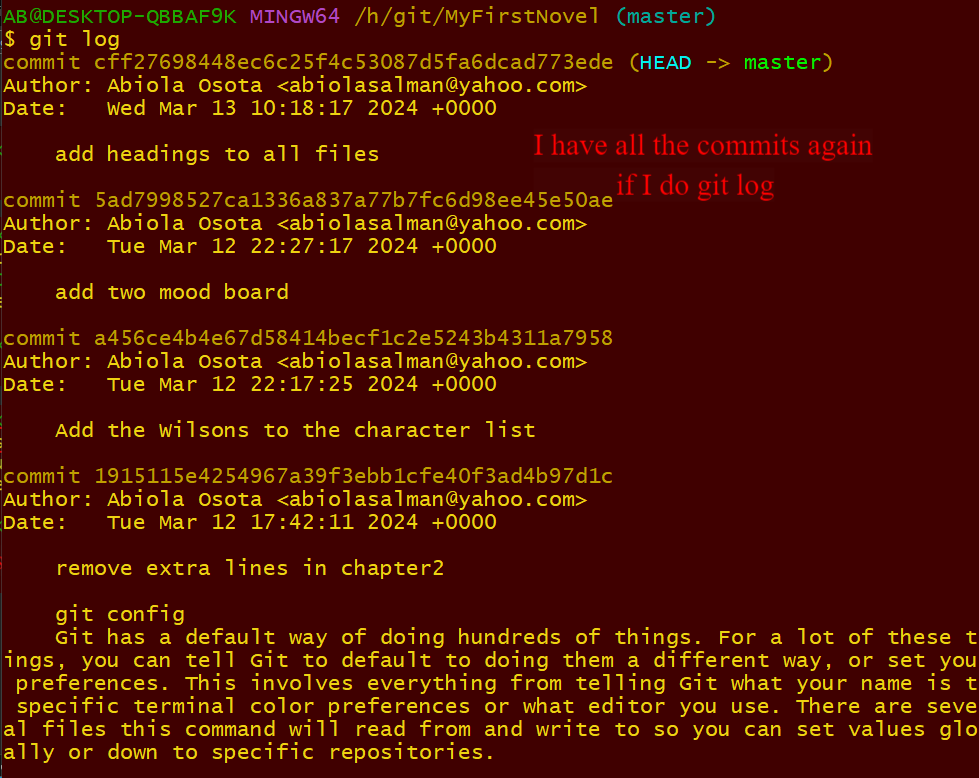 AB@DESKTOP-QBBAF9K MINGW64 /h/git/MyFirstNovel (master)
$ git log
commit cff27698448ec6c25f4c53087d5fa6dcad773ede (HEAD -> master)
Author: Abiola Osota <abiolasalman@yahoo.com>
Date:   Wed Mar 13 10:18:17 2024 +0000
I have all the commits again
add headings to all files
if I do git log
commit 5ad7998527ca1336a837a77b7fc6d98ee45e50ae
Author: Abiola Osota <abiolasalman@yahoo.com>
Date:   Tue Mar 12 22:27:17 2024 +0000
add two mood board
commit a456ce4b4e67d58414becf1c2e5243b4311a7958
Author: Abiola Osota <abiolasalman@yahoo.com>
Date:   Tue Mar 12 22:17:25 2024 +0000
Add the Wilsons to the character list
commit 1915115e4254967a39f3ebb1cfe40f3ad4b97d1c
Author: Abiola Osota <abiolasalman@yahoo.com>
Date:   Tue Mar 12 17:42:11 2024 +0000
remove extra lines in chapter2
git config
Git has a default way of doing hundreds of things. For a lot of these t
ings, you can tell Git to default to doing them a different way, or set you
preferences. This involves everything from telling Git what your name is t
specific terminal color preferences or what editor you use. There are seve
al files this command will read from and write to so you can set values glo
ally or down to specific repositories.